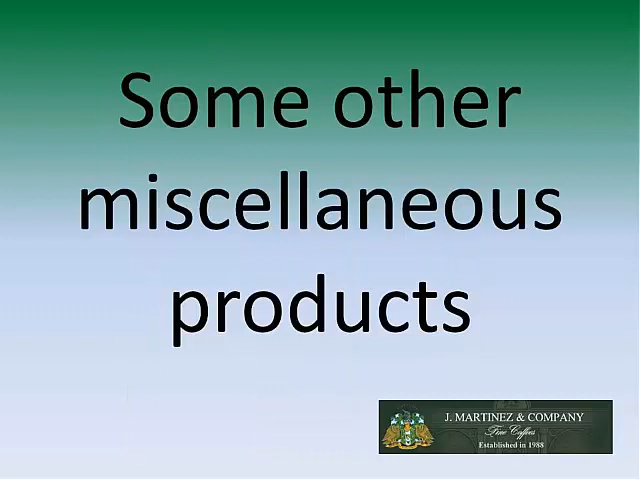 Some other
miscellaneous
products
J. MARTINEZ & COMPANY
Fine Coffees
Established in 1988